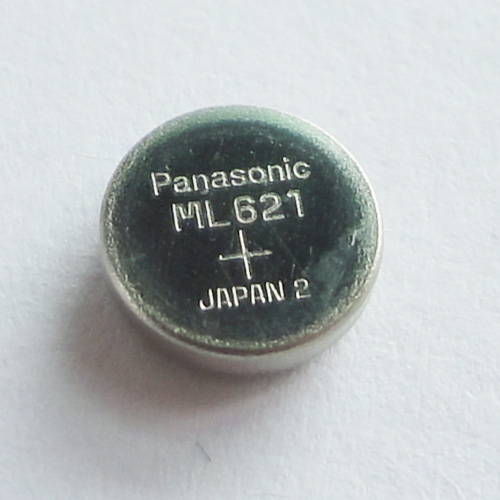 Panasonic
ML621
+
JAPAN 2